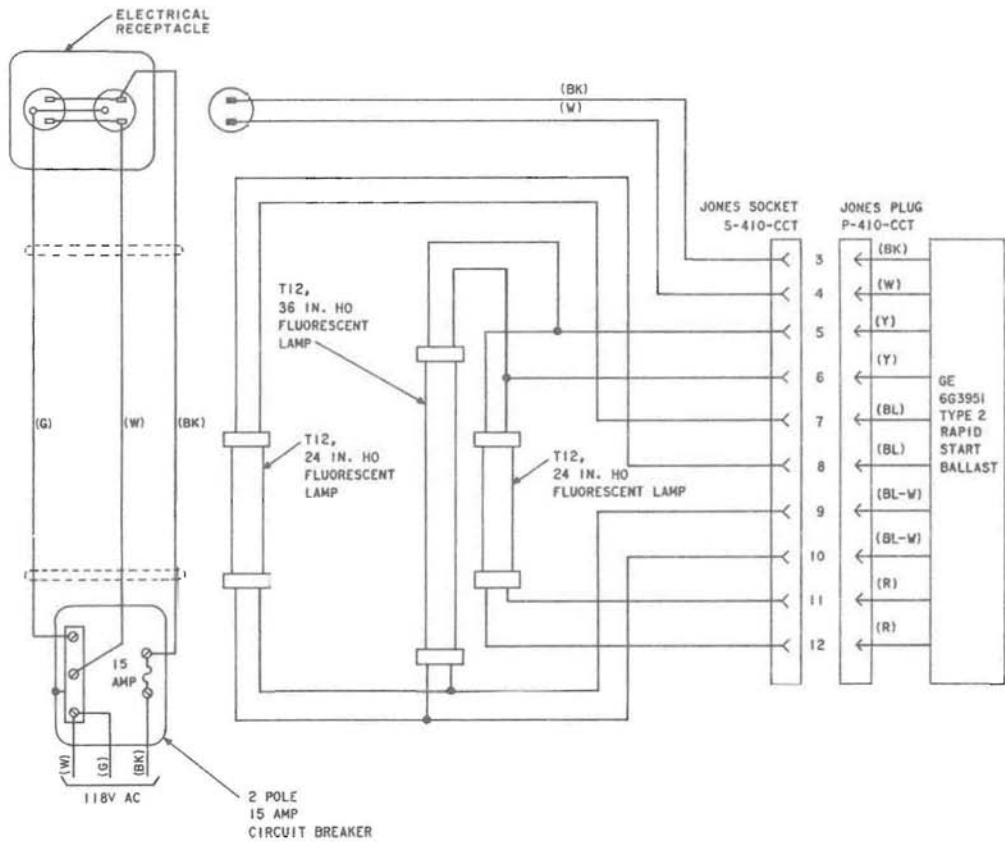 ELECTRICAL
RECEPTACLE
(BK)
(W)
JONES SOCKET
S-410-CCT
JONES PLUG
P-410-CCT
3
(BK)
4
(W)
5
(Y)
6
(Y)
7
(BL)
8
(BL)
9
(BL-W)
10
(BL-W)
11
(R)
12
(R)
GE
6G3951
TYPE 2
RAPID
START
BALLAST
T12,
36 IN. HO
FLUORESCENT
LAMP
(G)
(W)
(BK)
T12,
24 IN. HO
FLUORESCENT
LAMP
T12,
24 IN. HO
FLUORESCENT LAMP
15
AMP
(W)
(G)
(BK)
118V AC
2 POLE
15 AMP
CIRCUIT BREAKER